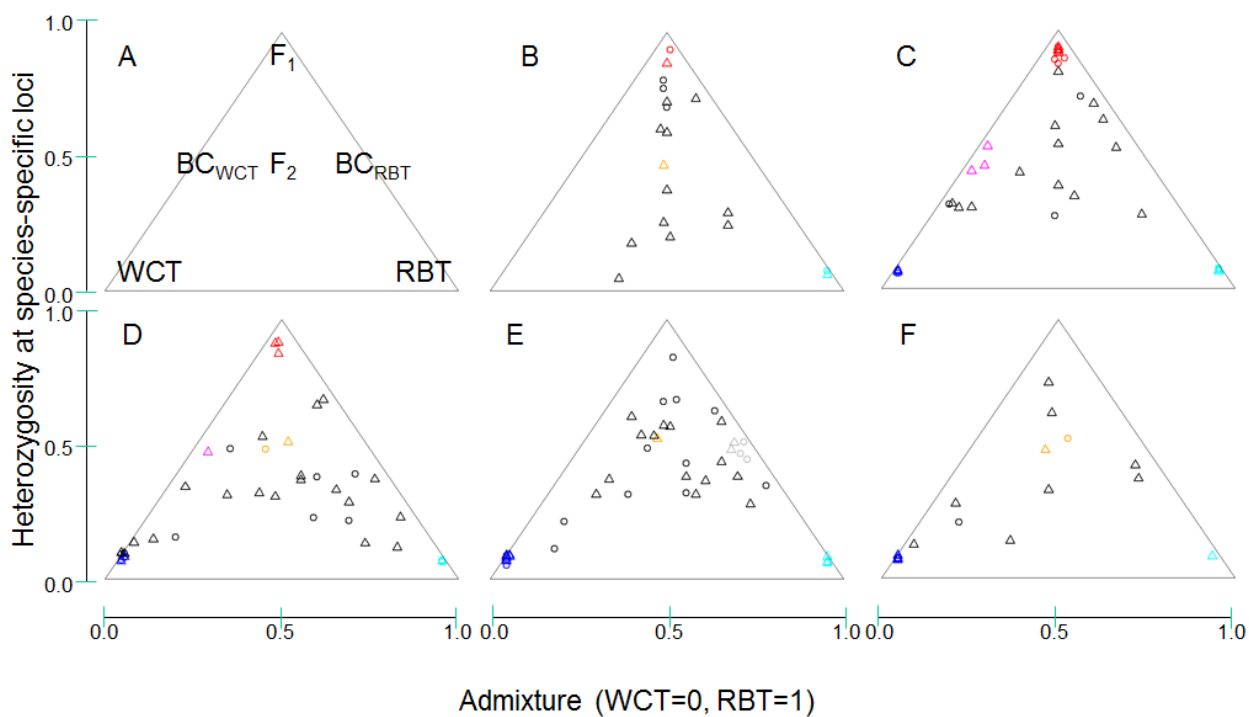 1.0
A
F1
B
C
0.5
BCWCT
F2
BCRBT
WCT
RBT
0.0
1.0
D
E
F
0.5
0.0
Heterozygosity at species-specific loci
0.0 0.5 1.0
0.0 0.5 1.0
0.0 0.5 1.0
Admixture (WCT=0, RBT=1)